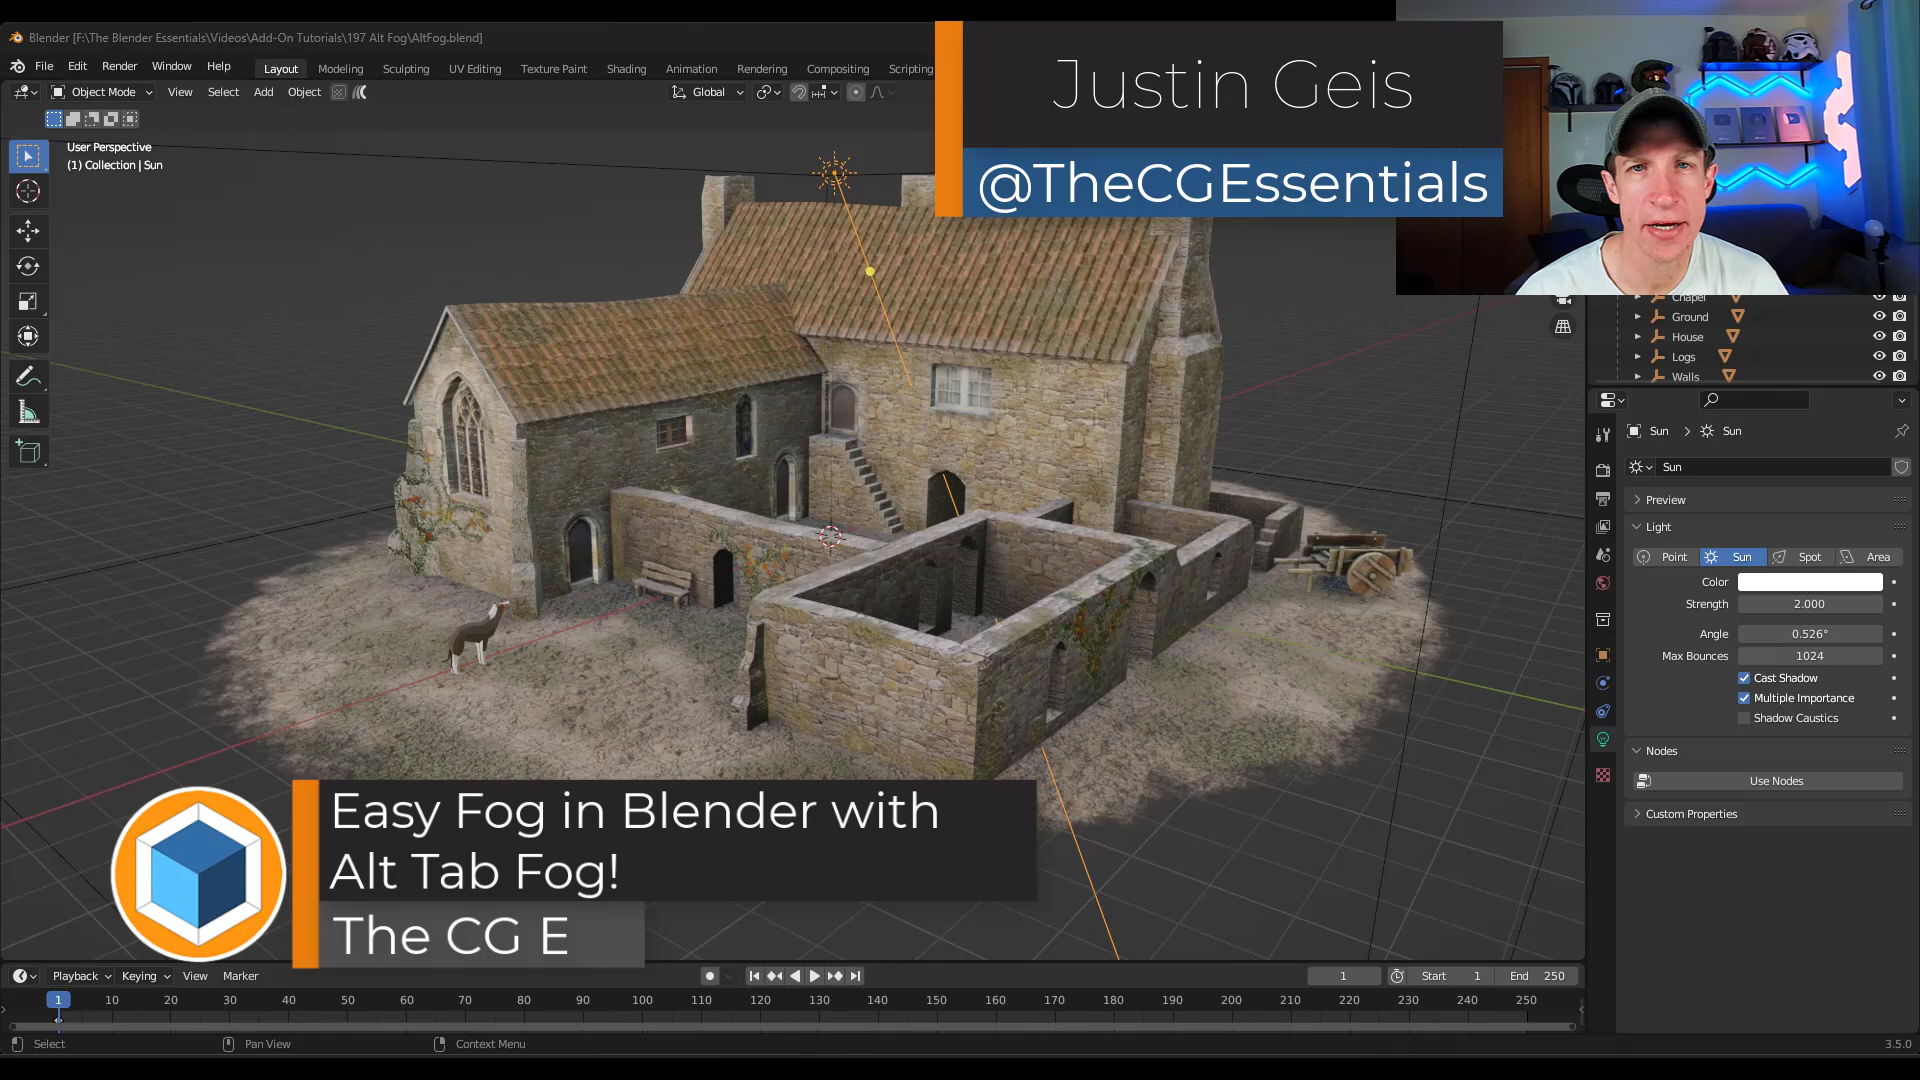 Blender [F:\The Blender Essentials\Videos\Add-On Tutorials\197 Alt Fog\AltFog.blend]
File Edit Render Window Help Layout Modeling Sculpting UV Editing Texture Paint Shading Animation Rendering Compositing Scripting
Object Mode View Select Add Object Global
Justin Geis
@TheCGEssentials
User Perspective
(1) Collection | Sun
Chapel
Ground
House
Logs
Walls
Sun > Sun
Sun
Preview
Light
Point Sun Spot Area
Color
Strength 2.000
Angle 0.526°
Max Bounces 1024
Cast Shadow
Multiple Importance
Shadow Caustics
Nodes
Use Nodes
Custom Properties
Easy Fog in Blender with
Alt Tab Fog!
The CG E
Playback Keying View Marker 1 Start 1 End 250
1 10 20 30 40 50 60 70 80 90 100 110 120 130 140 150 160 170 180 190 200 210 220 230 240 250
Select Pan View Context Menu 3.5.0